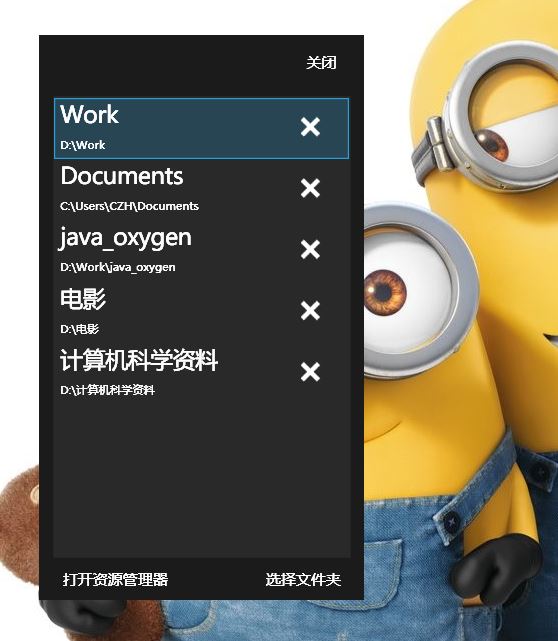 关闭
Work
D:\Work
Documents
C:\Users\CZH\Documents
java_oxygen
D:\Work\java_oxygen
电影
D:\电影
计算机科学资料
D:\计算机科学资料
打开资源管理器 选择文件夹